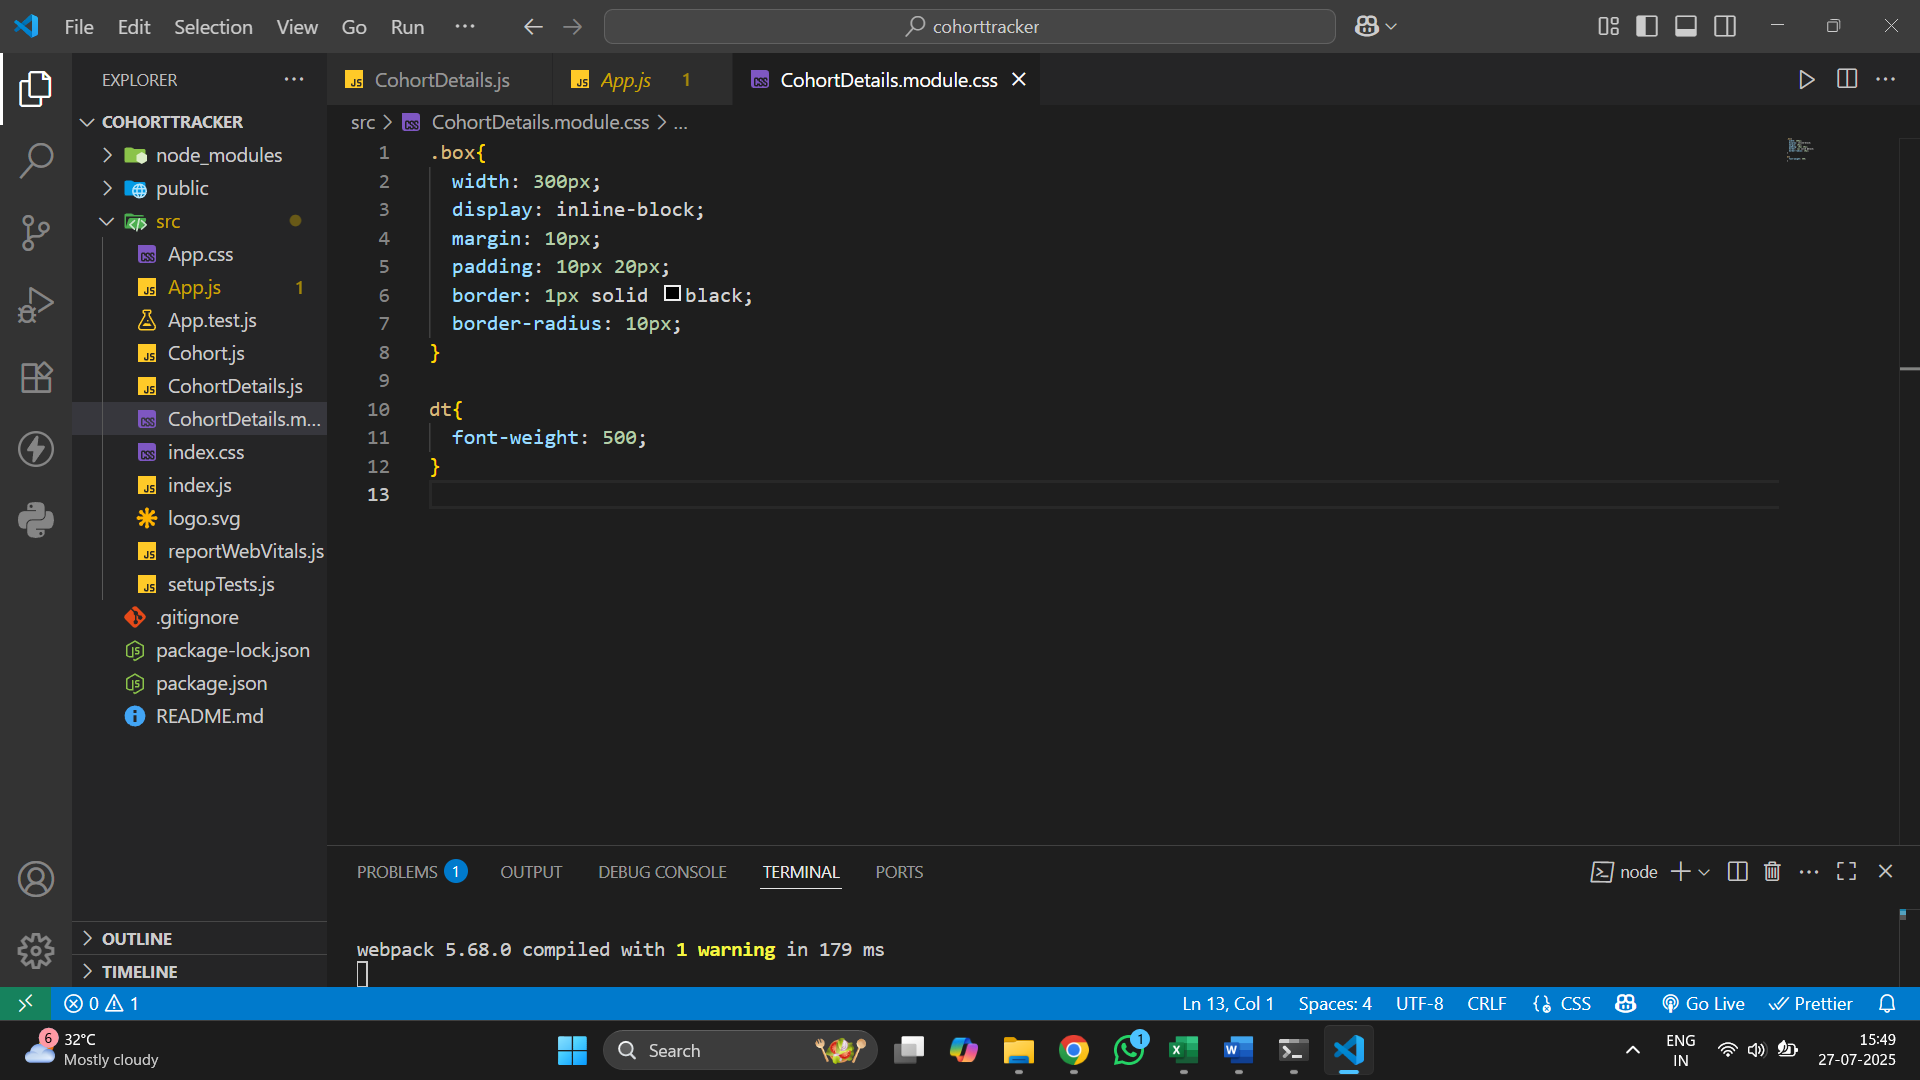 File Edit Selection View Go Run ··· cohorttracker
EXPLORER
CohortDetails.js App.js 1 CohortDetails.module.css
COHORTTRACKER
src > CohortDetails.module.css > ...
node_modules
public
src
App.css
App.js 1
App.test.js
Cohort.js
CohortDetails.js
CohortDetails.m...
index.css
index.js
logo.svg
reportWebVitals.js
setupTests.js
.gitignore
package-lock.json
package.json
README.md
OUTLINE
TIMELINE
1 .box{
2 width: 300px;
3 display: inline-block;
4 margin: 10px;
5 padding: 10px 20px;
6 border: 1px solid black;
7 border-radius: 10px;
8 }
9
10 dt{
11 font-weight: 500;
12 }
13
PROBLEMS 1 OUTPUT DEBUG CONSOLE TERMINAL PORTS node
webpack 5.68.0 compiled with 1 warning in 179 ms
0 1 Ln 13, Col 1 Spaces: 4 UTF-8 CRLF CSS Go Live Prettier
6 32°C
Mostly cloudy
Search
1
ENG
IN
15:49
27-07-2025